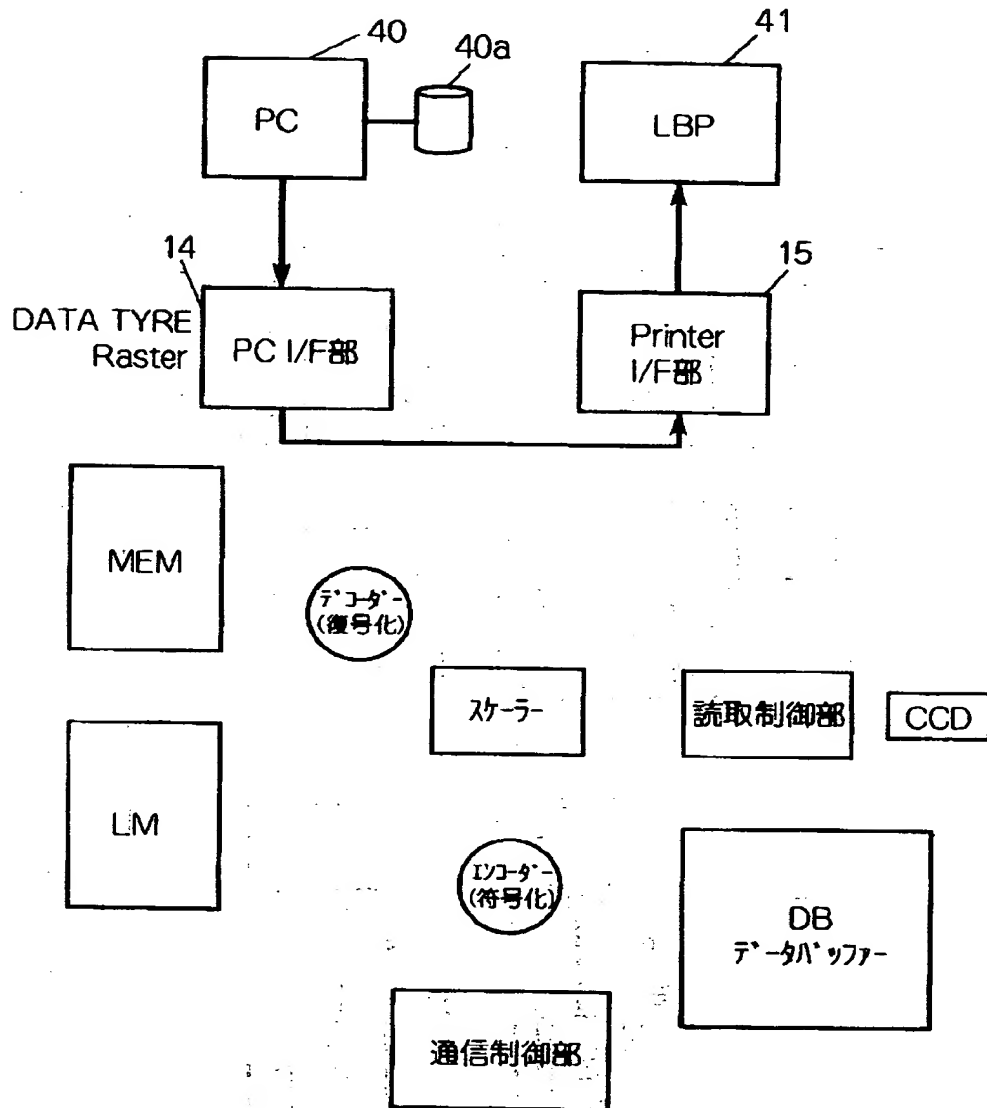 40
40a
41
PC
LBP
14
15
DATA TYRE
Raster
PC I/F部
Printer
I/F部
MEM
デコーダー
(復号化)
スケーラー
読取制御部
CCD
LM
エンコーダー
(符号化)
DB
データバッファー
通信制御部